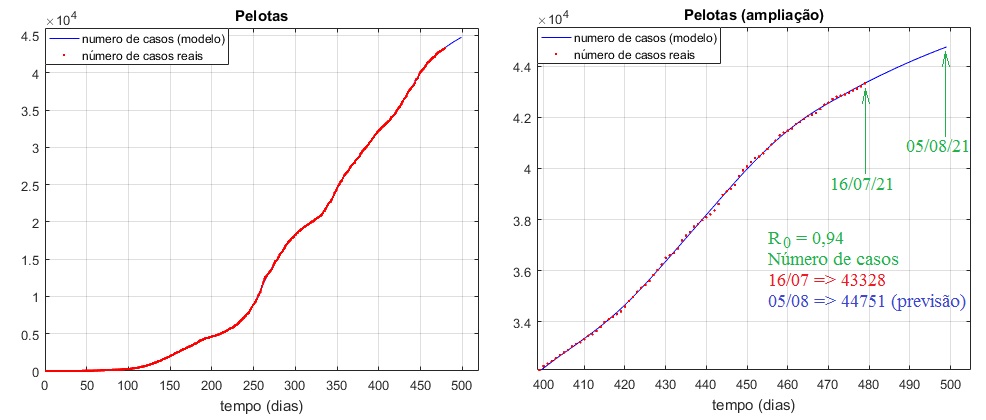 Pelotas
×10⁴
numero de casos (modelo)
número de casos reais
4.5
4
3.5
3
2.5
2
1.5
1
0.5
0
0 50 100 150 200 250 300 350 400 450 500
tempo (dias)
Pelotas (ampliação)
×10⁴
numero de casos (modelo)
número de casos reais
4.4
4.2
4
3.8
3.6
3.4
05/08/21
16/07/21
R₀ = 0,94
Número de casos
16/07 => 43328
05/08 => 44751 (previsão)
400 410 420 430 440 450 460 470 480 490 500
tempo (dias)